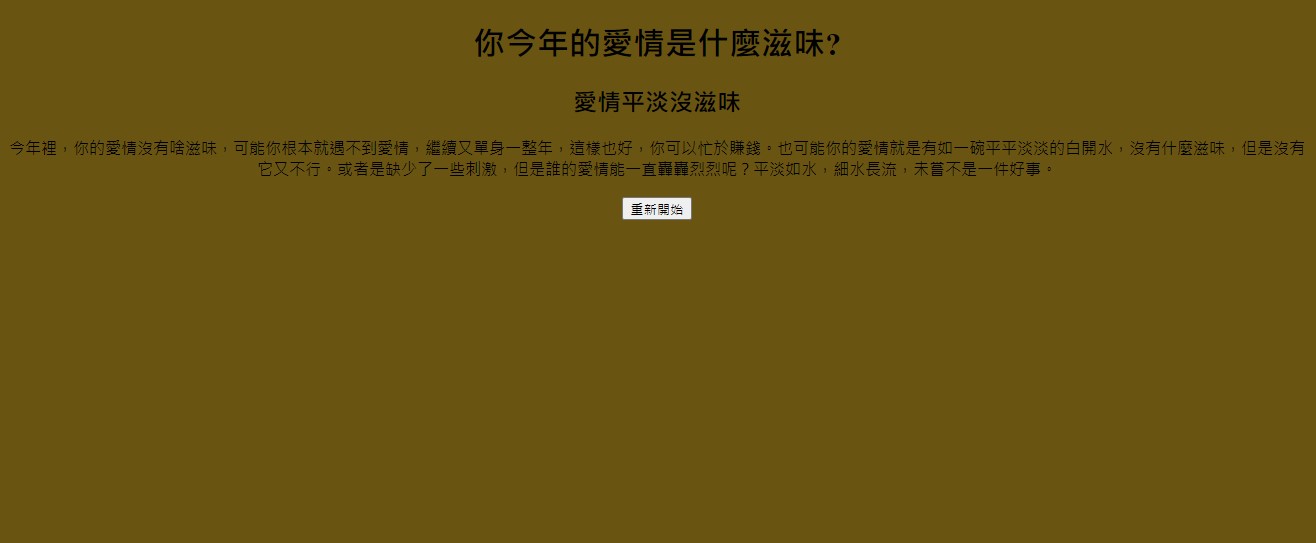 你今年的愛情是什麼滋味?
愛情平淡沒滋味
今年裡，你的愛情沒有啥滋味，可能你根本就遇不到愛情，繼續又單身一整年，這樣也好，你可以忙於賺錢。也可能你的愛情就是有如一碗平平淡淡的白開水，沒有什麼滋味，但是沒有
它又不行。或者是缺少了一些刺激，但是誰的愛情能一直轟轟烈烈呢？平淡如水，細水長流，未嘗不是一件好事。
重新開始